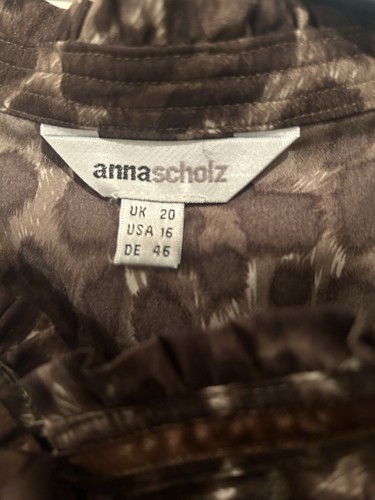 annascholz
UK 20
USA 16
DE 46